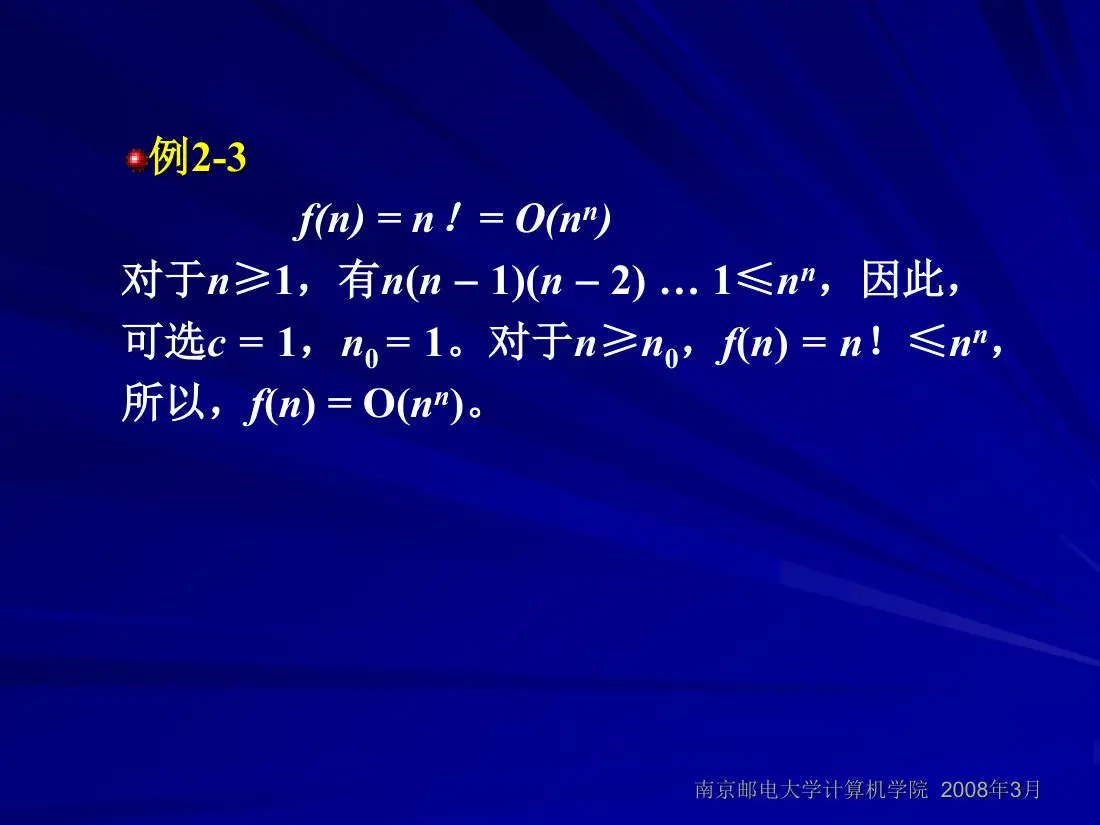 例2-3
f(n) = n！= O(nⁿ)
对于n≥1，有n(n – 1)(n – 2) … 1≤nⁿ，因此，
可选c = 1，n₀ = 1。对于n≥n₀，f(n) = n！≤nⁿ，
所以，f(n) = O(nⁿ)。
南京邮电大学计算机学院 2008年3月